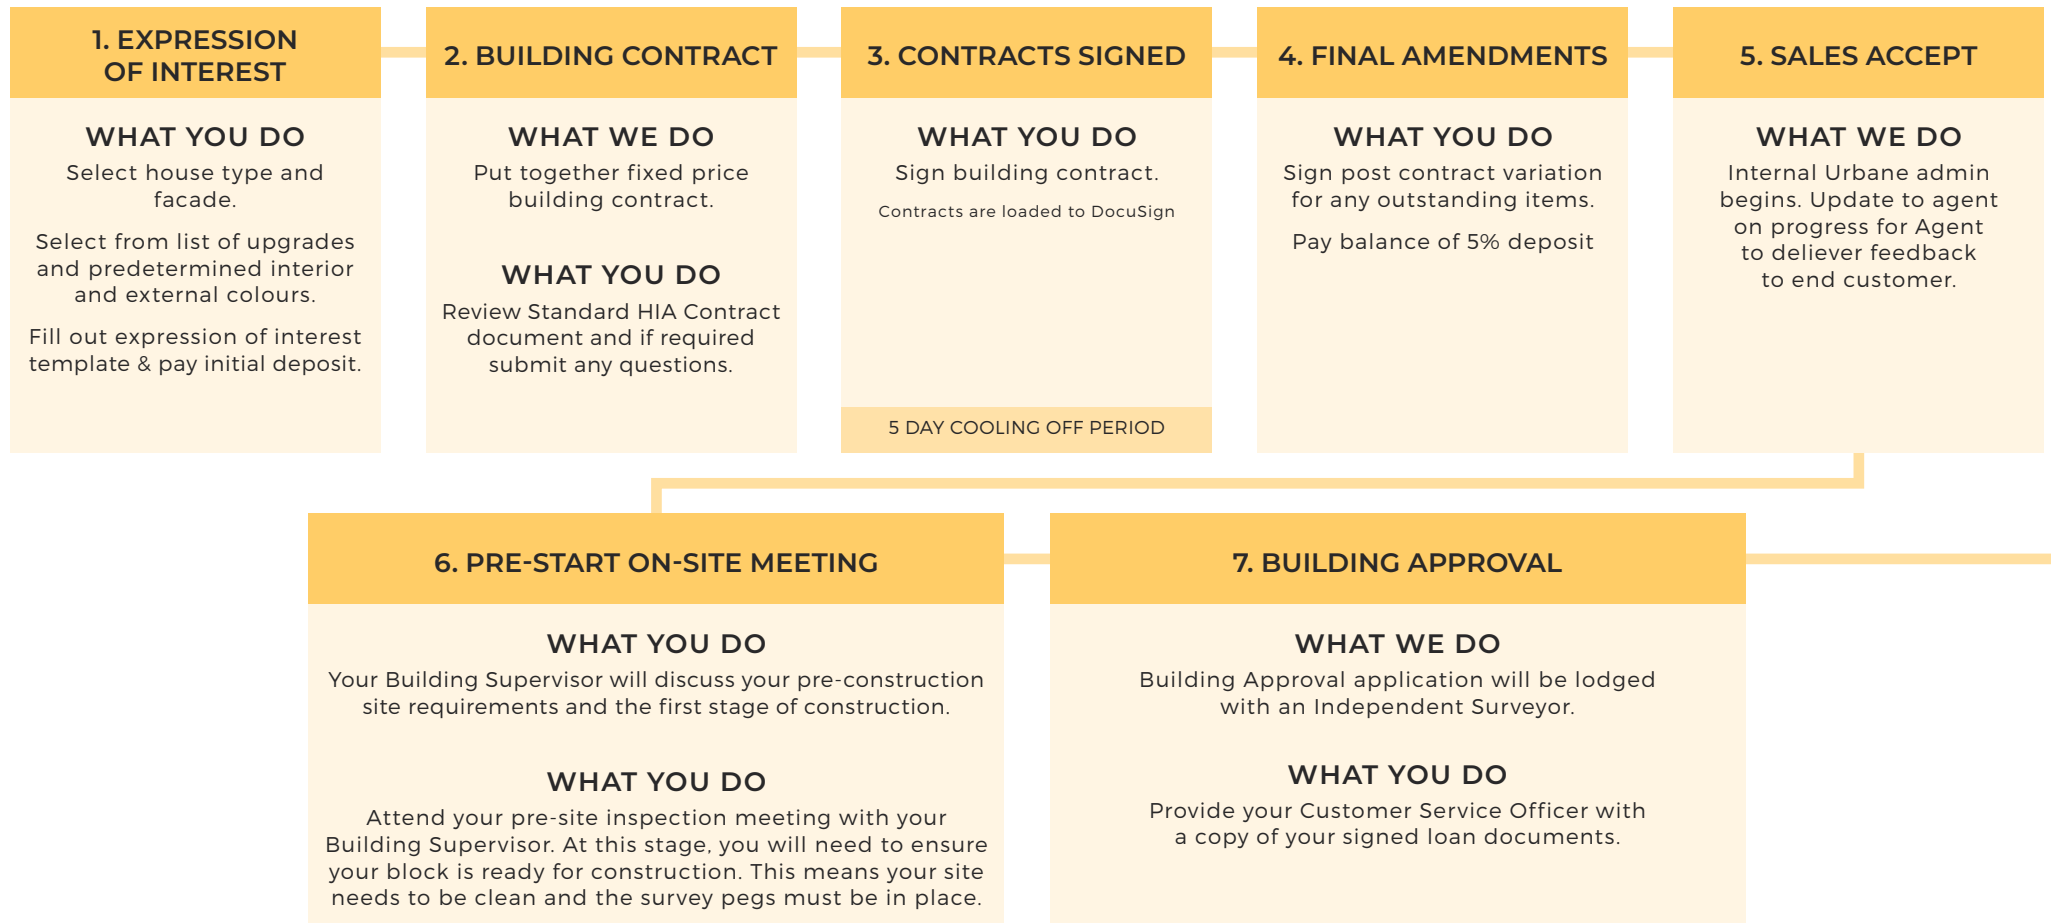 1. EXPRESSION
OF INTEREST
WHAT YOU DO
Select house type and
facade.
Select from list of upgrades
and predetermined interior
and external colours.
Fill out expression of interest
template & pay initial deposit.
2. BUILDING CONTRACT
WHAT WE DO
Put together fixed price
building contract.
WHAT YOU DO
Review Standard HIA Contract
document and if required
submit any questions.
3. CONTRACTS SIGNED
WHAT YOU DO
Sign building contract.
Contracts are loaded to DocuSign
5 DAY COOLING OFF PERIOD
4. FINAL AMENDMENTS
WHAT YOU DO
Sign post contract variation
for any outstanding items.
Pay balance of 5% deposit
5. SALES ACCEPT
WHAT WE DO
Internal Urbane admin
begins. Update to agent
on progress for Agent
to deliever feedback
to end customer.
6. PRE-START ON-SITE MEETING
WHAT YOU DO
Your Building Supervisor will discuss your pre-construction
site requirements and the first stage of construction.
WHAT YOU DO
Attend your pre-site inspection meeting with your
Building Supervisor. At this stage, you will need to ensure
your block is ready for construction. This means your site
needs to be clean and the survey pegs must be in place.
7. BUILDING APPROVAL
WHAT WE DO
Building Approval application will be lodged
with an Independent Surveyor.
WHAT YOU DO
Provide your Customer Service Officer with
a copy of your signed loan documents.